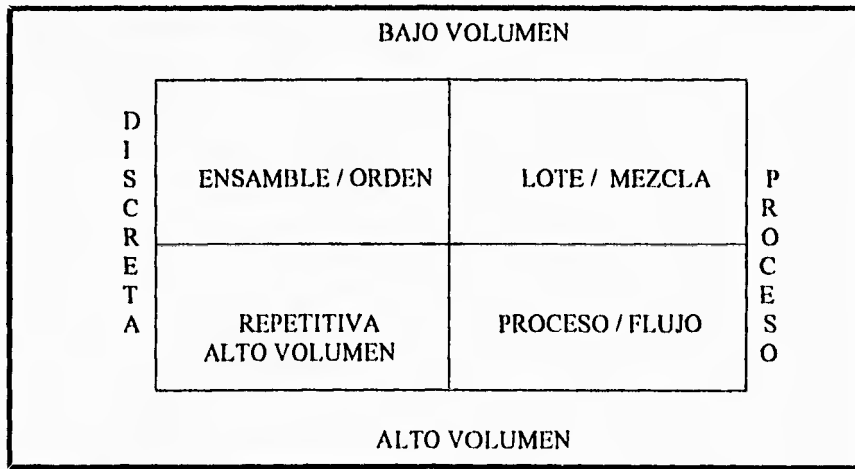 BAJO VOLUMEN
DISCRETA
ENSAMBLE / ORDEN
LOTE / MEZCLA
PROCESO
REPETITIVA
ALTO VOLUMEN
PROCESO / FLUJO
ALTO VOLUMEN